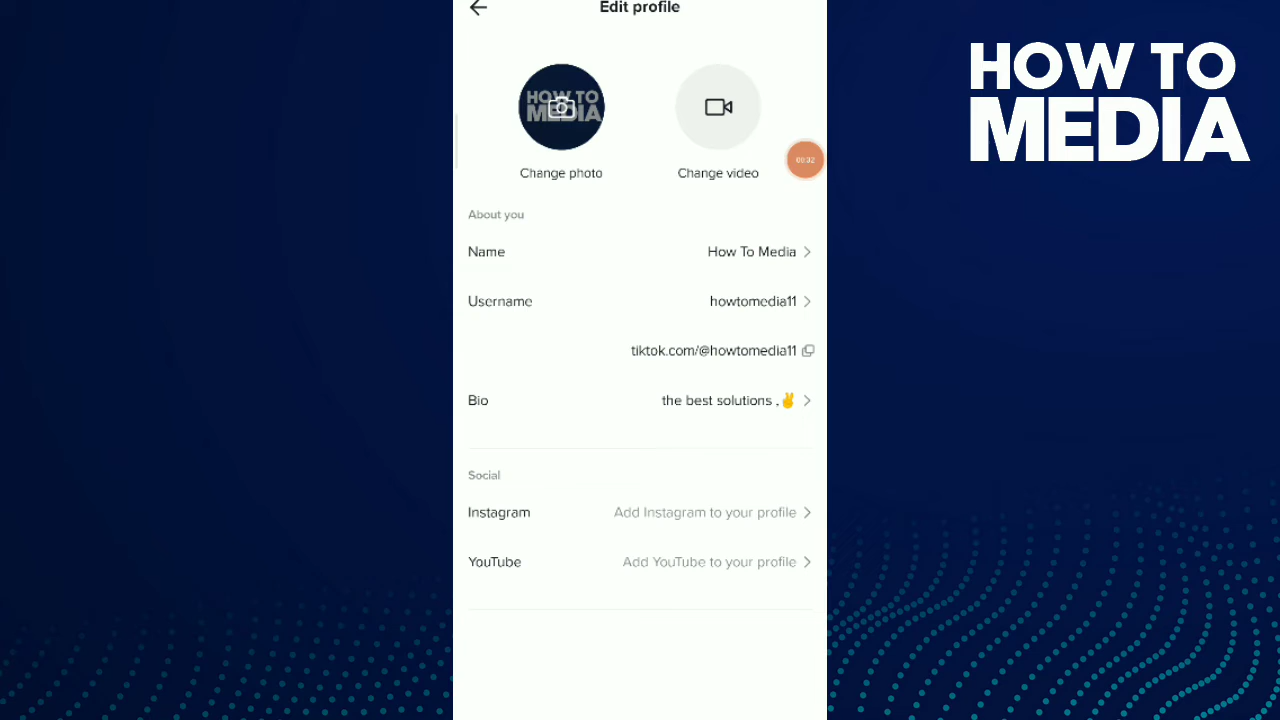 Edit profile
HOW TO
MEDIA
HOW TO
MEDIA
00:32
Change photo
Change video
About you
Name
How To Media
Username
howtomedia11
tiktok.com/@howtomedia11
Bio
the best solutions .✌️
Social
Instagram
Add Instagram to your profile
YouTube
Add YouTube to your profile